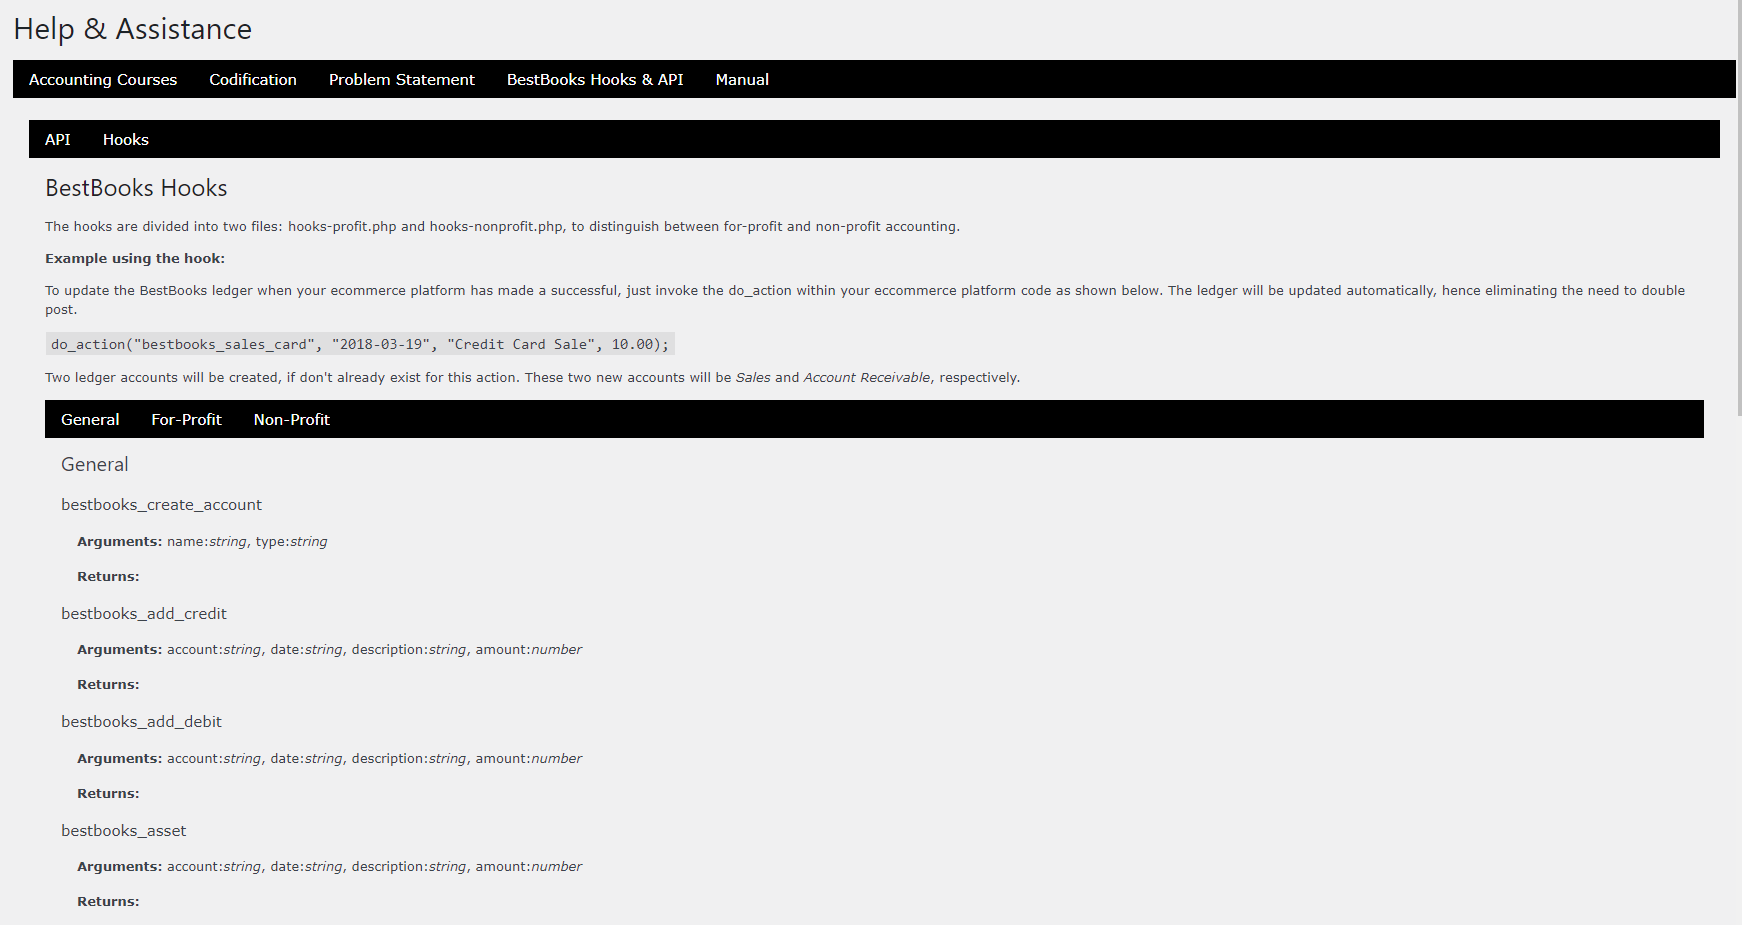 Help & Assistance
Accounting Courses Codification Problem Statement BestBooks Hooks & API Manual
API Hooks
BestBooks Hooks
The hooks are divided into two files: hooks-profit.php and hooks-nonprofit.php, to distinguish between for-profit and non-profit accounting.
Example using the hook:
To update the BestBooks ledger when your ecommerce platform has made a successful, just invoke the do_action within your eccommerce platform code as shown below. The ledger will be updated automatically, hence eliminating the need to double
post.
do_action("bestbooks_sales_card", "2018-03-19", "Credit Card Sale", 10.00);
Two ledger accounts will be created, if don't already exist for this action. These two new accounts will be Sales and Account Receivable, respectively.
General For-Profit Non-Profit
General
bestbooks_create_account
Arguments: name:string, type:string
Returns:
bestbooks_add_credit
Arguments: account:string, date:string, description:string, amount:number
Returns:
bestbooks_add_debit
Arguments: account:string, date:string, description:string, amount:number
Returns:
bestbooks_asset
Arguments: account:string, date:string, description:string, amount:number
Returns: